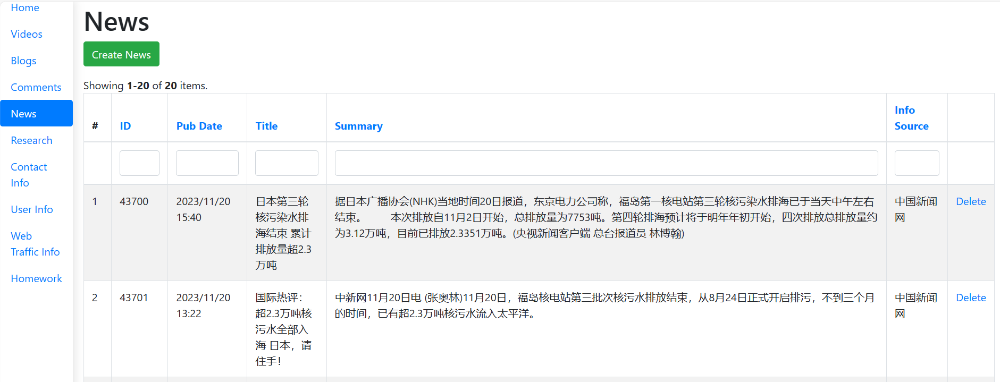 Home
Videos
Blogs
Comments
News
Research
Contact
Info
User Info
Web
Traffic Info
Homework
News
Create News
Showing 1-20 of 20 items.
#
ID
Pub Date
Title
Summary
Info
Source
1
43700
2023/11/20
15:40
日本第三轮
核污染水排
海结束 累计
排放量超2.3
万吨
据日本广播协会(NHK)当地时间20日报道，东京电力公司称，福岛第一核电站第三轮核污染水排海已于当天中午左右
结束。 本次排放自11月2日开始，总排放量为7753吨。第四轮排海预计将于明年年初开始，四次排放总排放量约
为3.12万吨，目前已排放2.3351万吨。(央视新闻客户端 总台报道员 林博翰)
中国新闻
网
Delete
2
43701
2023/11/20
13:22
国际热评：
超2.3万吨核
污水全部入
海 日本，请
住手！
中新网11月20日电 (张奥林)11月20日，福岛核电站第三批次核污水排放结束，从8月24日正式开启排污，不到三个月
的时间，已有超2.3万吨核污水流入太平洋。
中国新闻
网
Delete